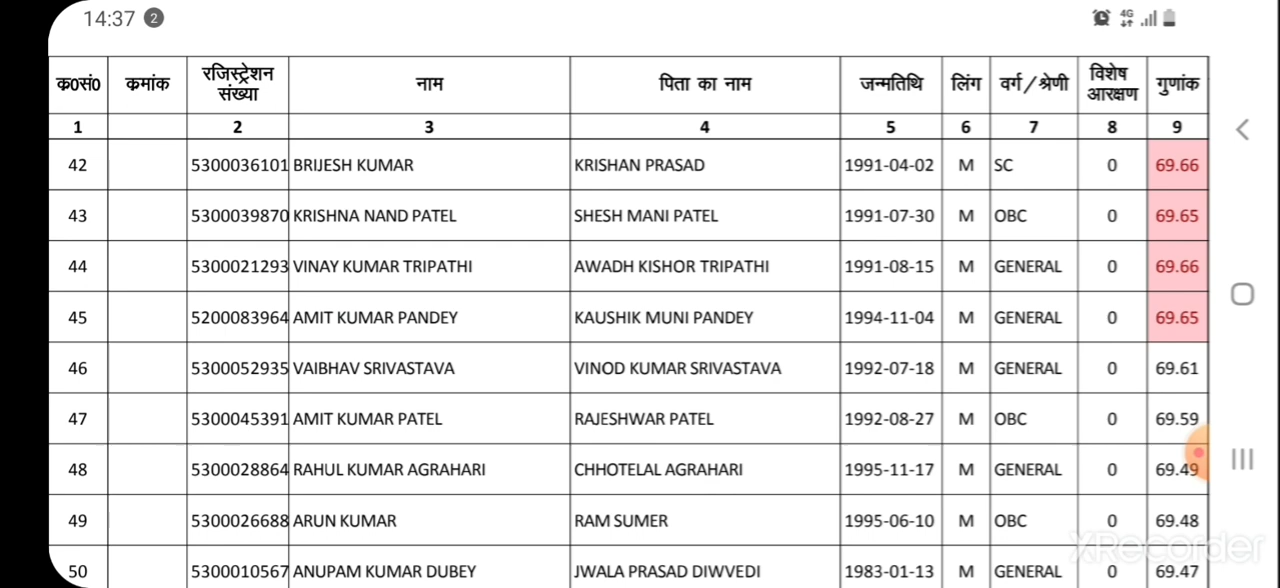 14:37 2
4G
क0सं0 कमांक रजिस्ट्रेशन संख्या नाम पिता का नाम जन्मतिथि लिंग वर्ग/श्रेणी विशेष आरक्षण गुणांक
1 2 3 4 5 6 7 8 9
42 5300036101 BRIJESH KUMAR KRISHAN PRASAD 1991-04-02 M SC 0 69.66
43 5300039870 KRISHNA NAND PATEL SHESH MANI PATEL 1991-07-30 M OBC 0 69.65
44 5300021293 VINAY KUMAR TRIPATHI AWADH KISHOR TRIPATHI 1991-08-15 M GENERAL 0 69.66
45 5200083964 AMIT KUMAR PANDEY KAUSHIK MUNI PANDEY 1994-11-04 M GENERAL 0 69.65
46 5300052935 VAIBHAV SRIVASTAVA VINOD KUMAR SRIVASTAVA 1992-07-18 M GENERAL 0 69.61
47 5300045391 AMIT KUMAR PATEL RAJESHWAR PATEL 1992-08-27 M OBC 0 69.59
48 5300028864 RAHUL KUMAR AGRAHARI CHHOTELAL AGRAHARI 1995-11-17 M GENERAL 0 69.49
49 5300026688 ARUN KUMAR RAM SUMER 1995-06-10 M OBC 0 69.48
50 5300010567 ANUPAM KUMAR DUBEY JWALA PRASAD DIWVEDI 1983-01-13 M GENERAL 0 69.47
XRecorder